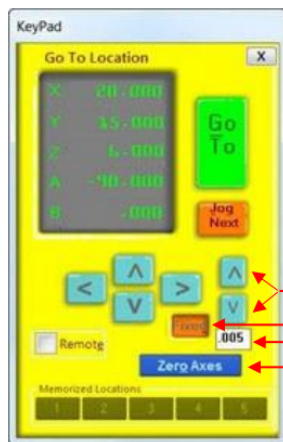 KeyPad
Go To Location
X
X 20.000
Y 15.000
Z 6.000
A -90.000
B .000
Go
To
Jog
Next
<
^
v
>
^
v
Fixed
.005
Remote
Zero Axes
Memorized Locations
1 2 3 4 5